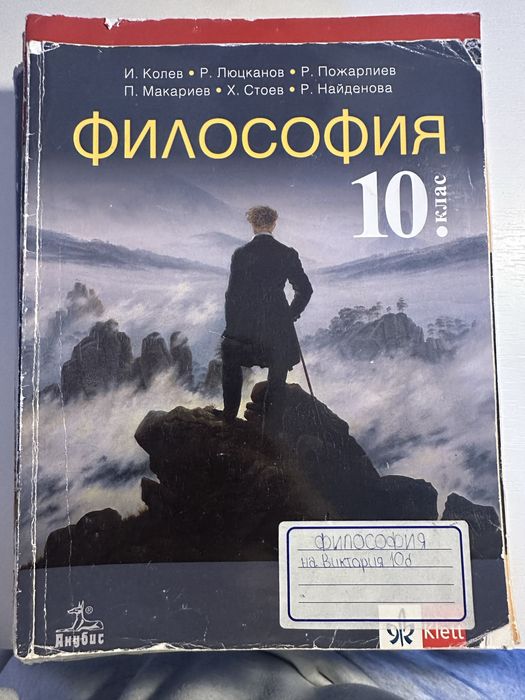 И. Колев • Р. Люцканов • Р. Пожарлиев
П. Макариев • Х. Стоев • Р. Найденова
ФИЛОСОФИЯ
10. клас
философия
на Виктория 10б
Анубис
Klett